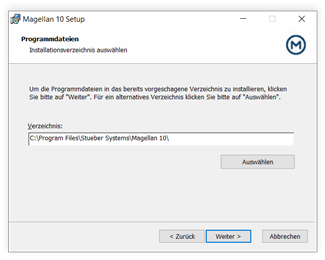 Magellan 10 Setup
Programmdateien
Installationsverzeichnis auswählen
M
Um die Programmdateien in das bereits vorgeschagene Verzeichnis zu installieren, klicken
Sie bitte auf "Weiter". Für ein alternatives Verzeichnis klicken Sie bitte auf "Auswählen".
Verzeichnis:
C:\Program Files\Stueber Systems\Magellan 10\
Auswählen
< Zurück
Weiter >
Abbrechen